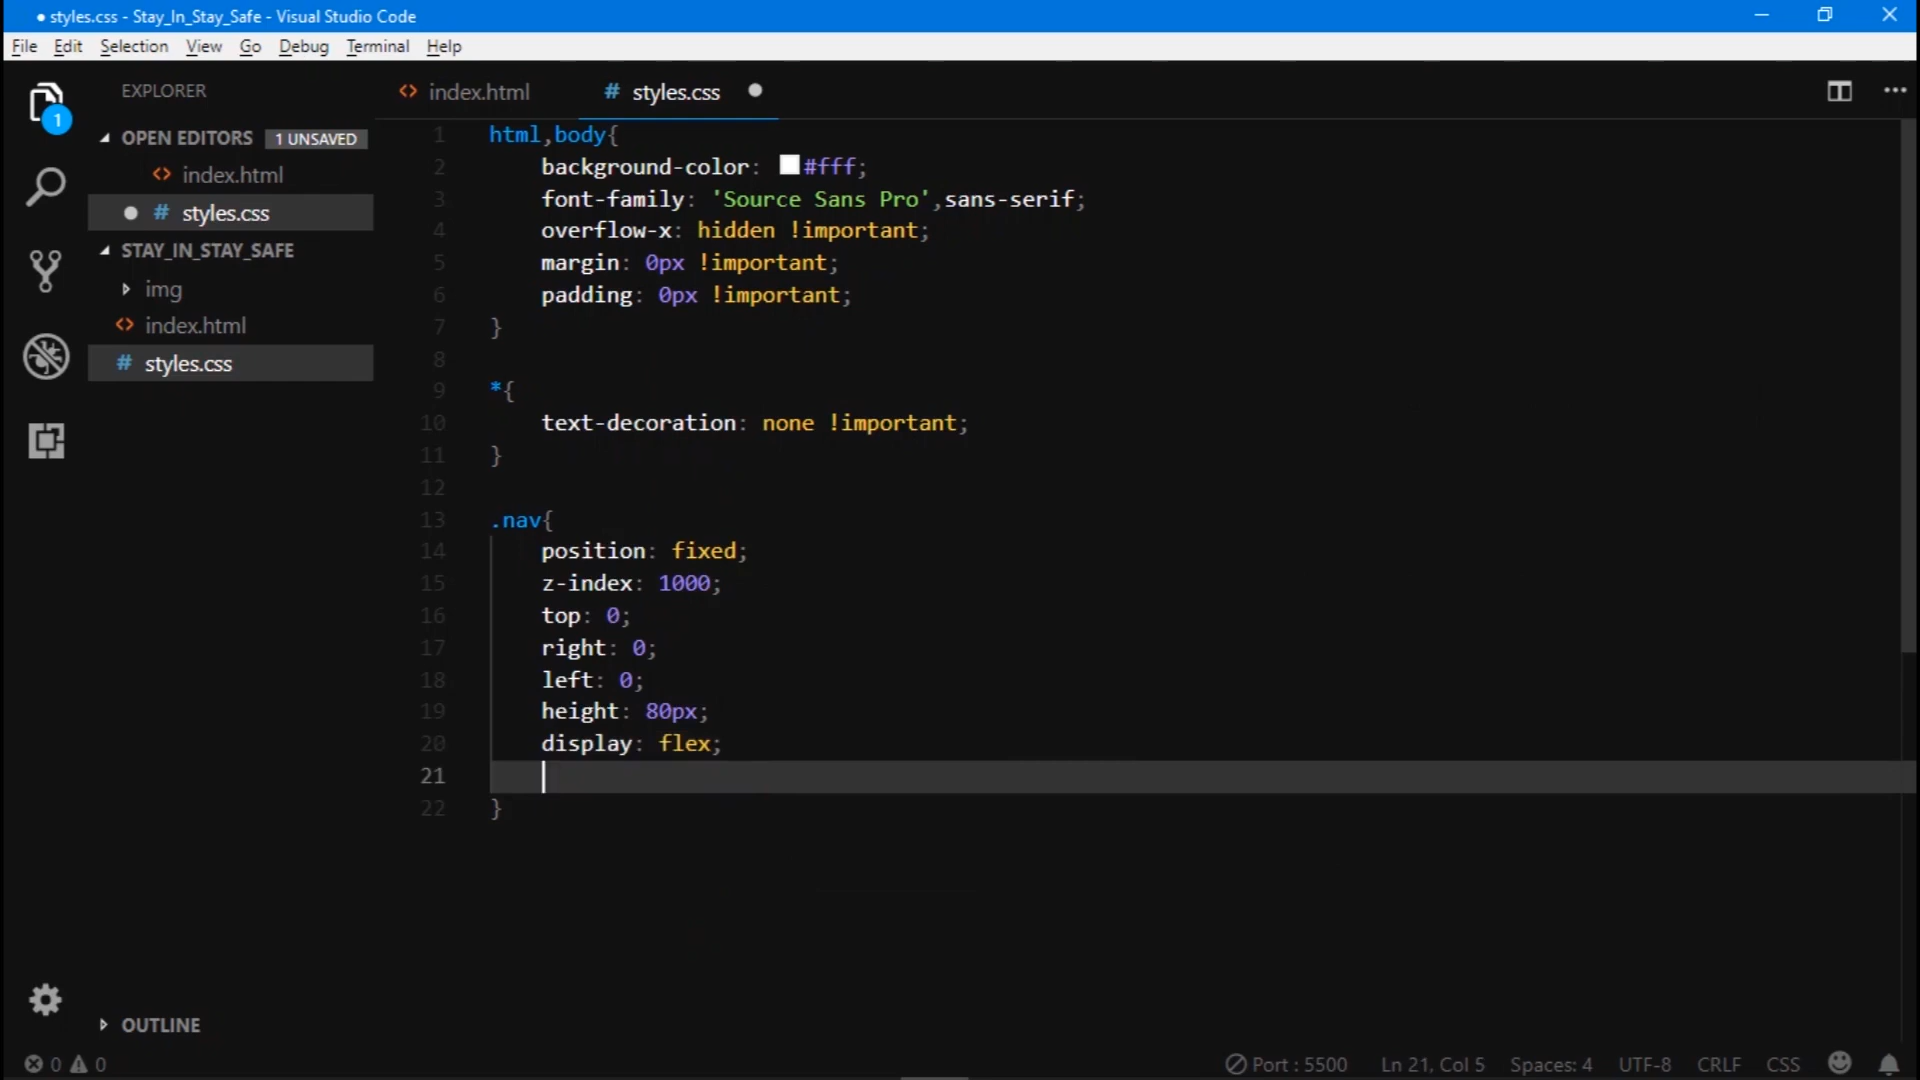 styles.css - Stay_In_Stay_Safe - Visual Studio Code
File Edit Selection View Go Debug Terminal Help
1
EXPLORER
OPEN EDITORS 1 UNSAVED
<> index.html
# styles.css
STAY_IN_STAY_SAFE
img
<> index.html
# styles.css
OUTLINE
<> index.html # styles.css
1 html,body{
2 background-color: #fff;
3 font-family: 'Source Sans Pro',sans-serif;
4 overflow-x: hidden !important;
5 margin: 0px !important;
6 padding: 0px !important;
7 }
8
9 *{
10 text-decoration: none !important;
11 }
12
13 .nav{
14 position: fixed;
15 z-index: 1000;
16 top: 0;
17 right: 0;
18 left: 0;
19 height: 80px;
20 display: flex;
21
22 }
0 0 Port : 5500 Ln 21, Col 5 Spaces: 4 UTF-8 CRLF CSS